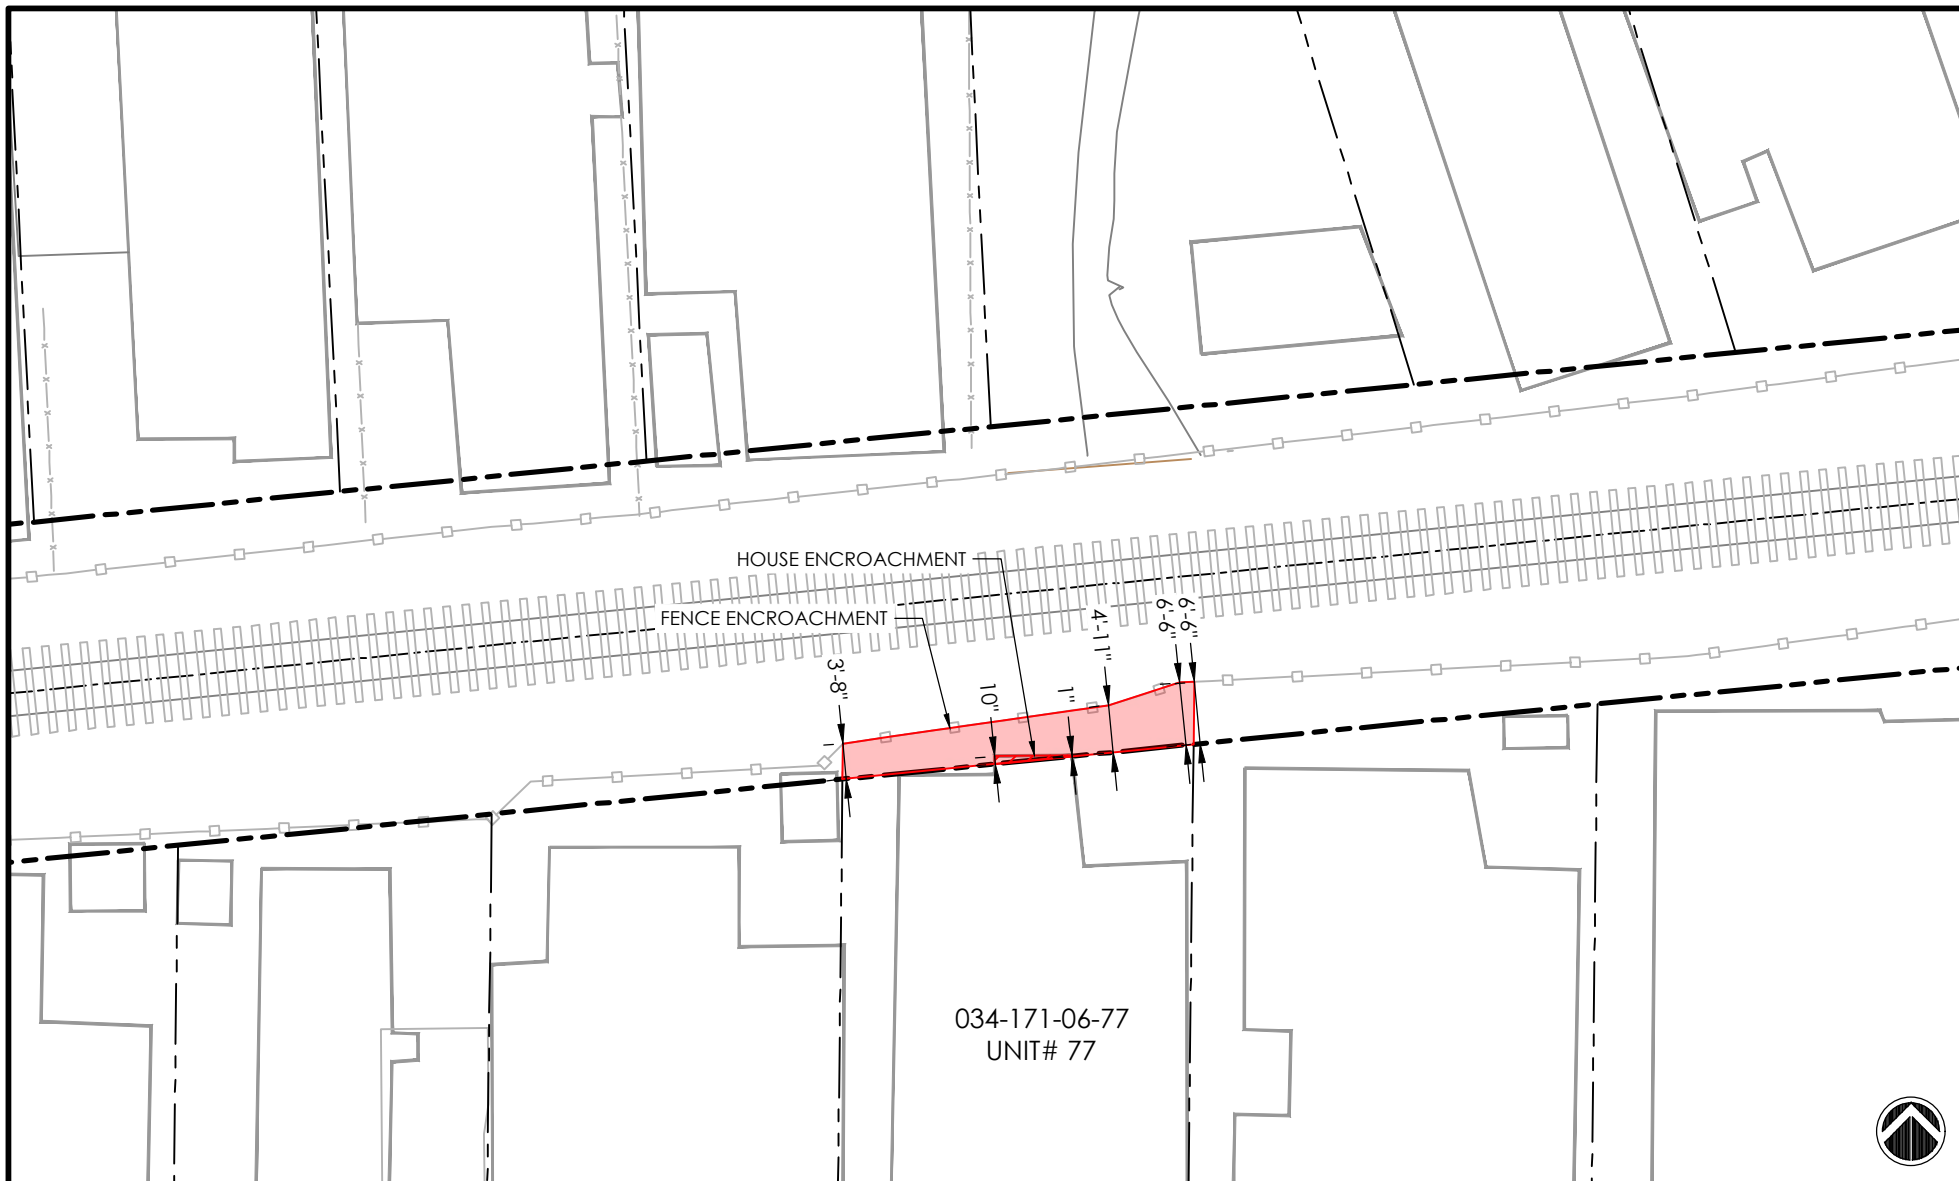 HOUSE ENCROACHMENT
FENCE ENCROACHMENT
3'-8"
10"
1"
4'-11"
6'-6"
6'-6"
034-171-06-77
UNIT# 77